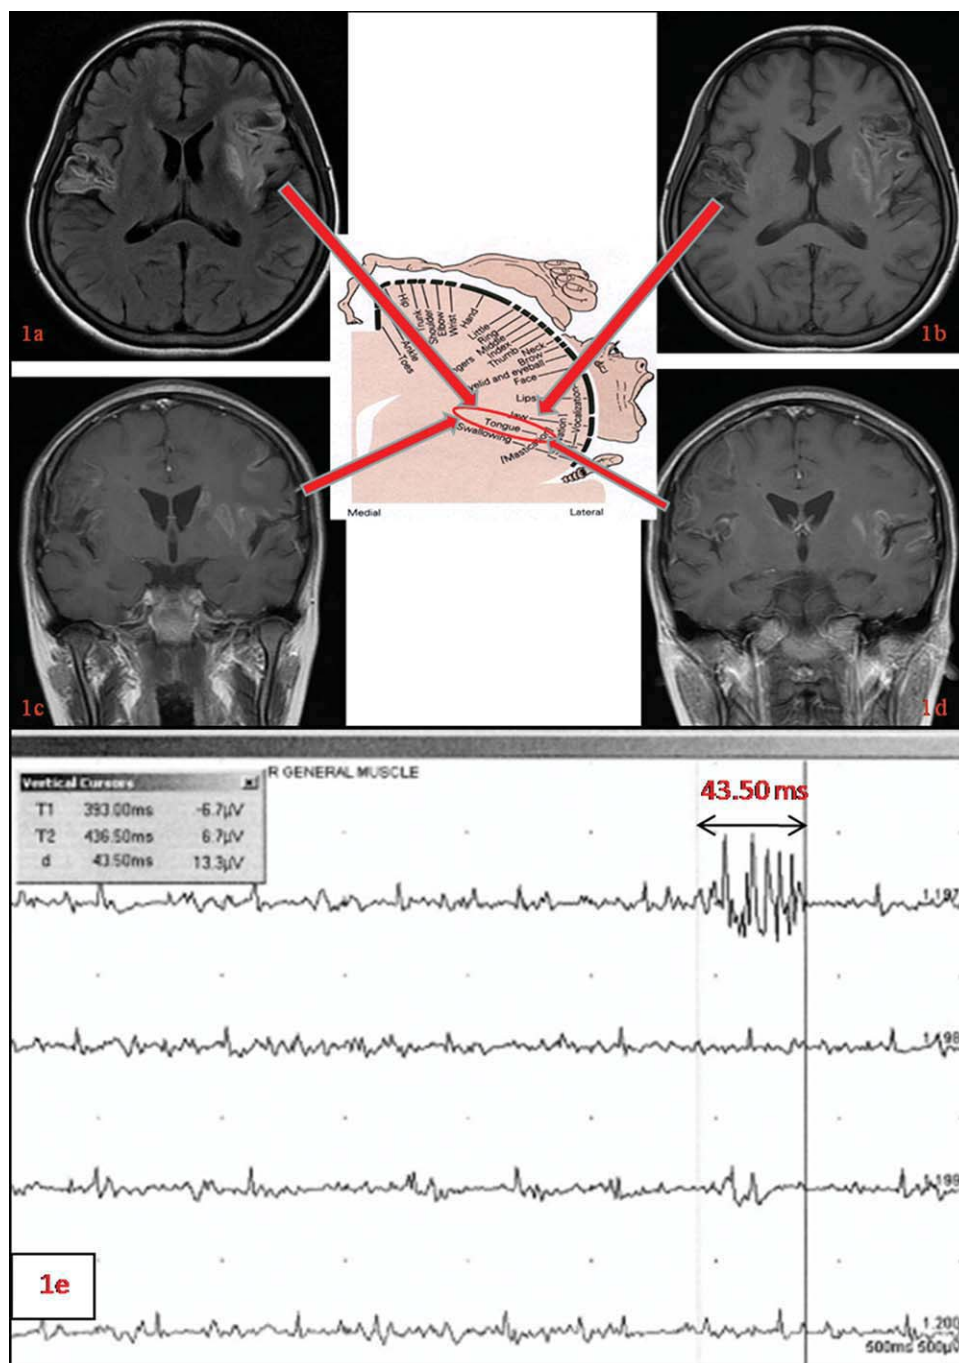 1a
1b
Hip
Trunk
Shoulder
Elbow
Wrist
Hand
Little
Ring
Middle
Index
Thumb
Neck
Brow
yelid and eyeball
Face
Lips
Jaw
Tongue
Swallowing
[Mastication]
Vocalization
Ankle
Toes
Medial
Lateral
1c
1d
Vertical Cursors
T1 393.00ms -6.7µV
T2 436.50ms 6.7µV
d 43.50ms 13.3µV
R GENERAL MUSCLE
43.50 ms
1.197
1.198
1.199
1e
1.200
500ms 500µV